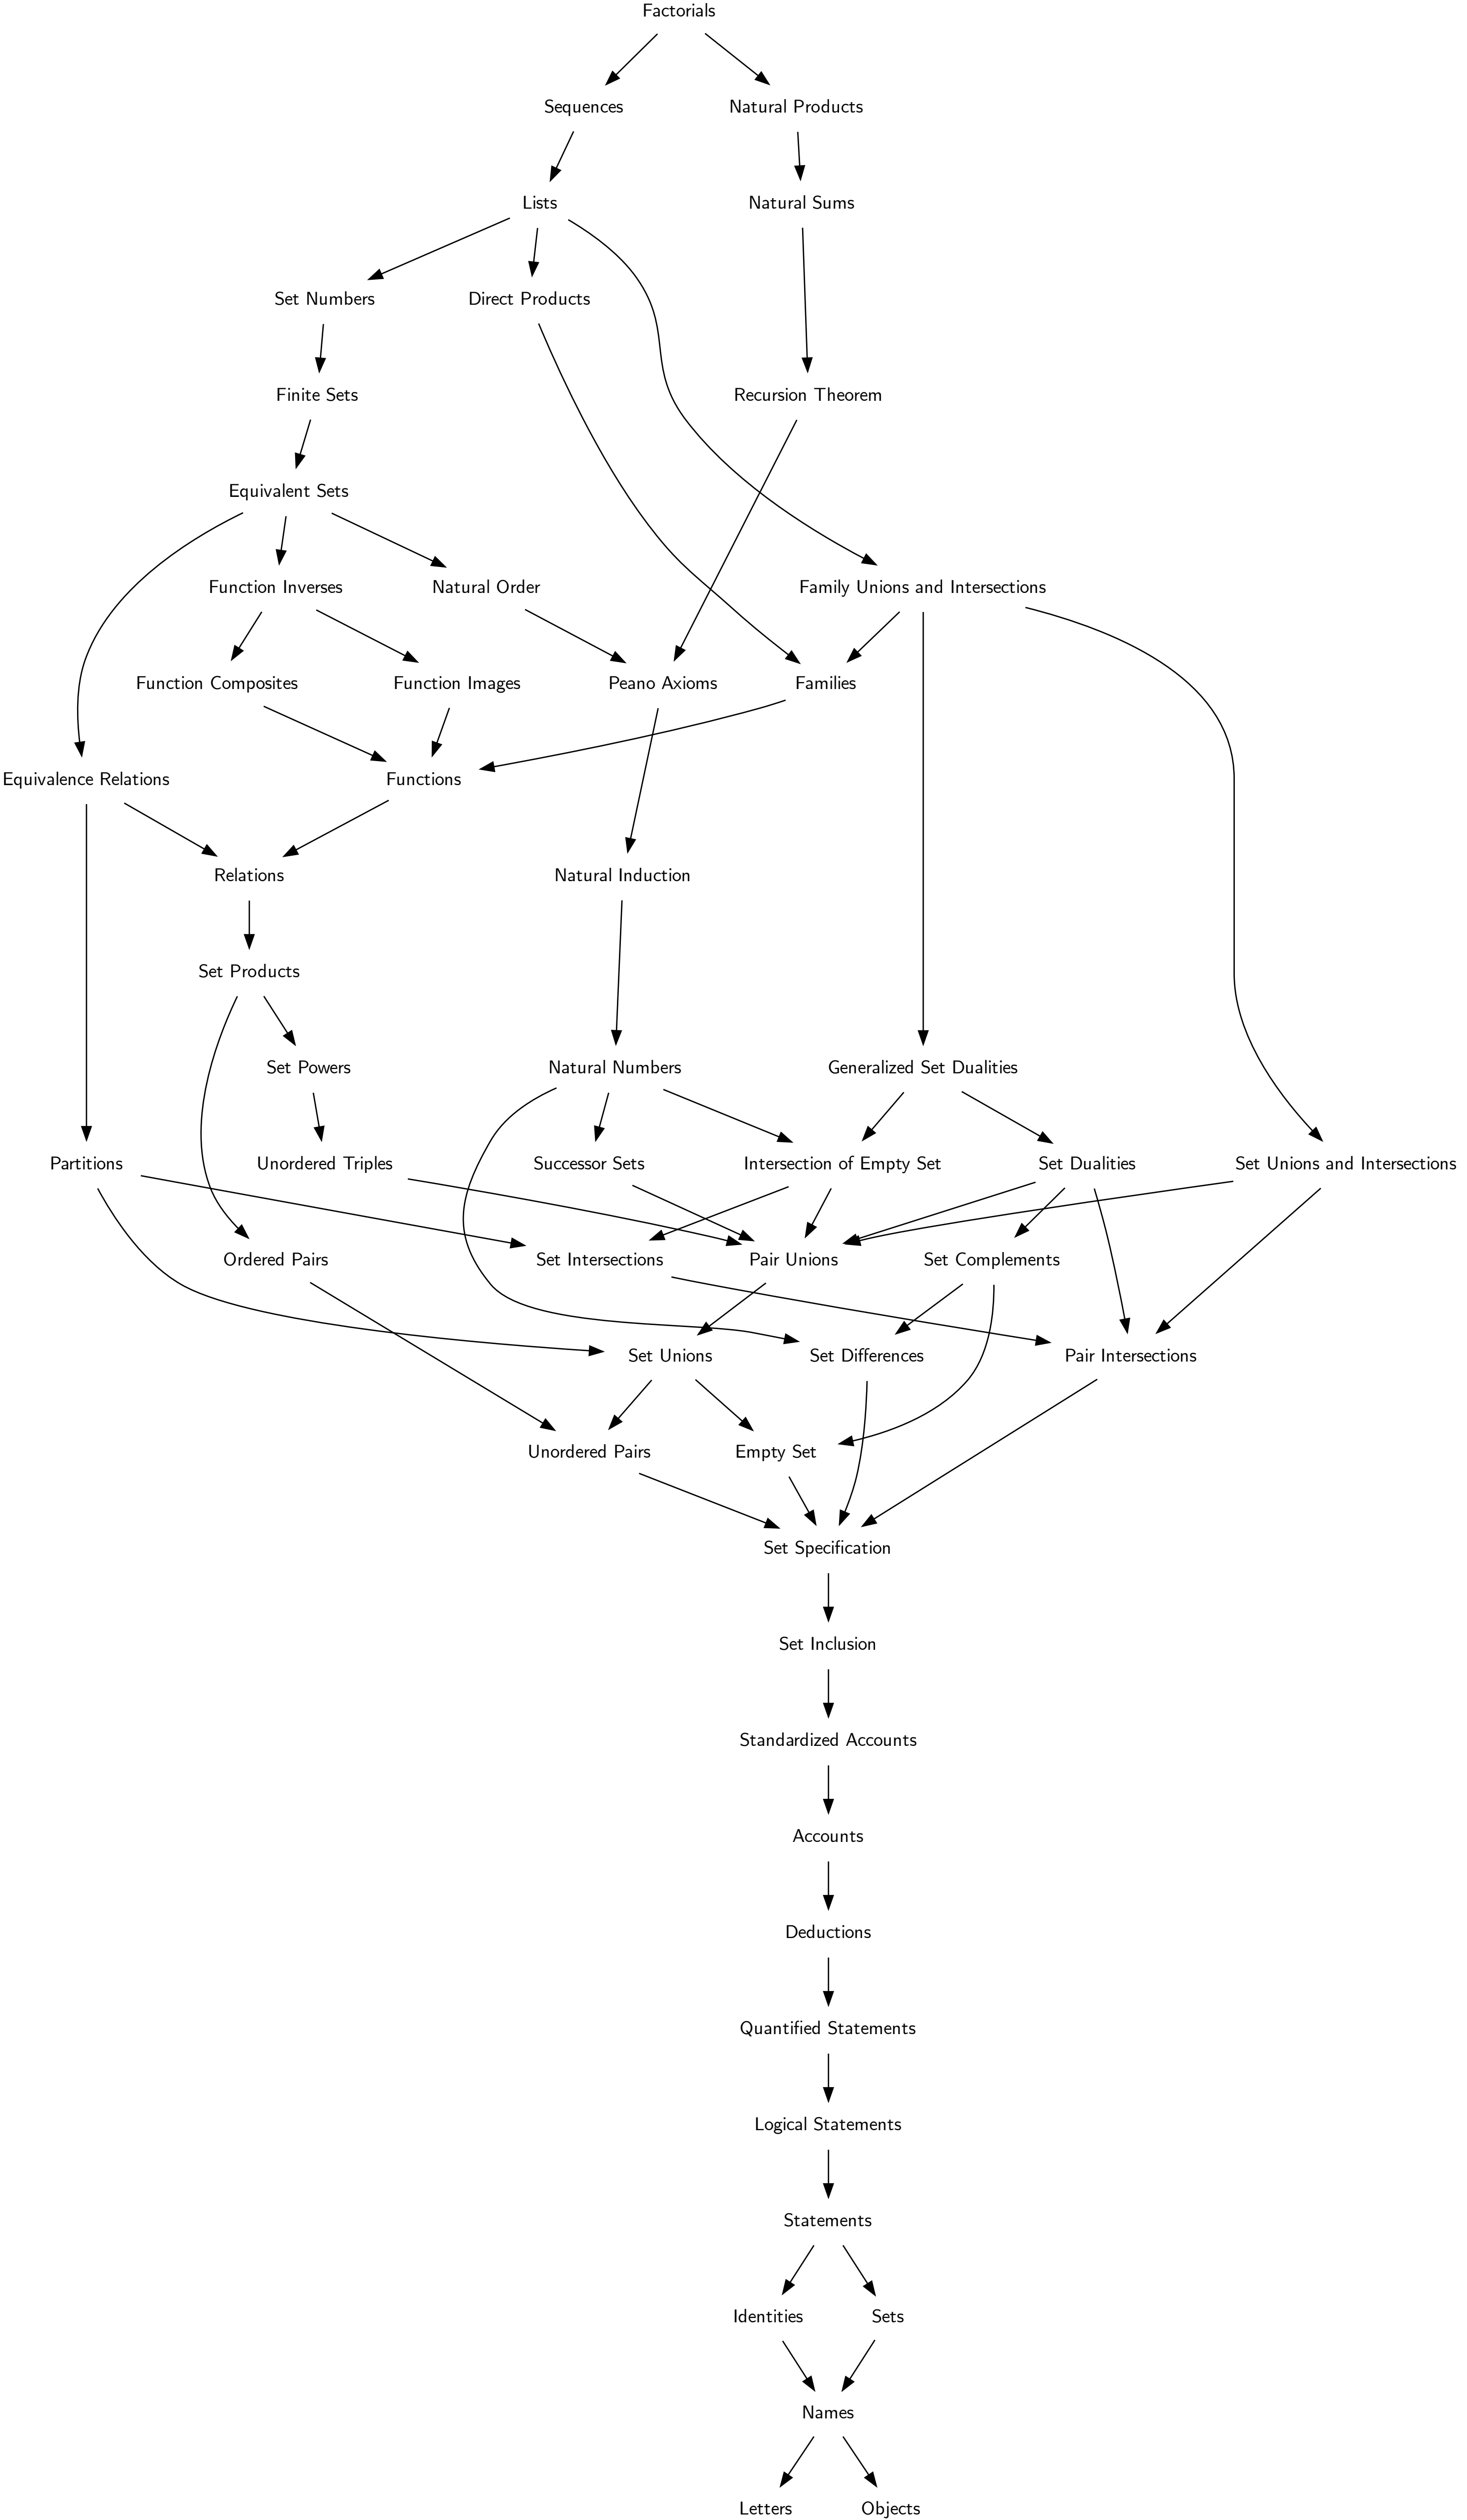 Factorials
Sequences
Natural Products
Lists
Natural Sums
Set Numbers
Direct Products
Finite Sets
Recursion Theorem
Equivalent Sets
Function Inverses
Natural Order
Family Unions and Intersections
Function Composites
Function Images
Peano Axioms
Families
Equivalence Relations
Functions
Relations
Natural Induction
Set Products
Set Powers
Natural Numbers
Generalized Set Dualities
Partitions
Unordered Triples
Successor Sets
Intersection of Empty Set
Set Dualities
Set Unions and Intersections
Ordered Pairs
Set Intersections
Pair Unions
Set Complements
Set Unions
Set Differences
Pair Intersections
Unordered Pairs
Empty Set
Set Specification
Set Inclusion
Standardized Accounts
Accounts
Deductions
Quantified Statements
Logical Statements
Statements
Identities
Sets
Names
Letters
Objects